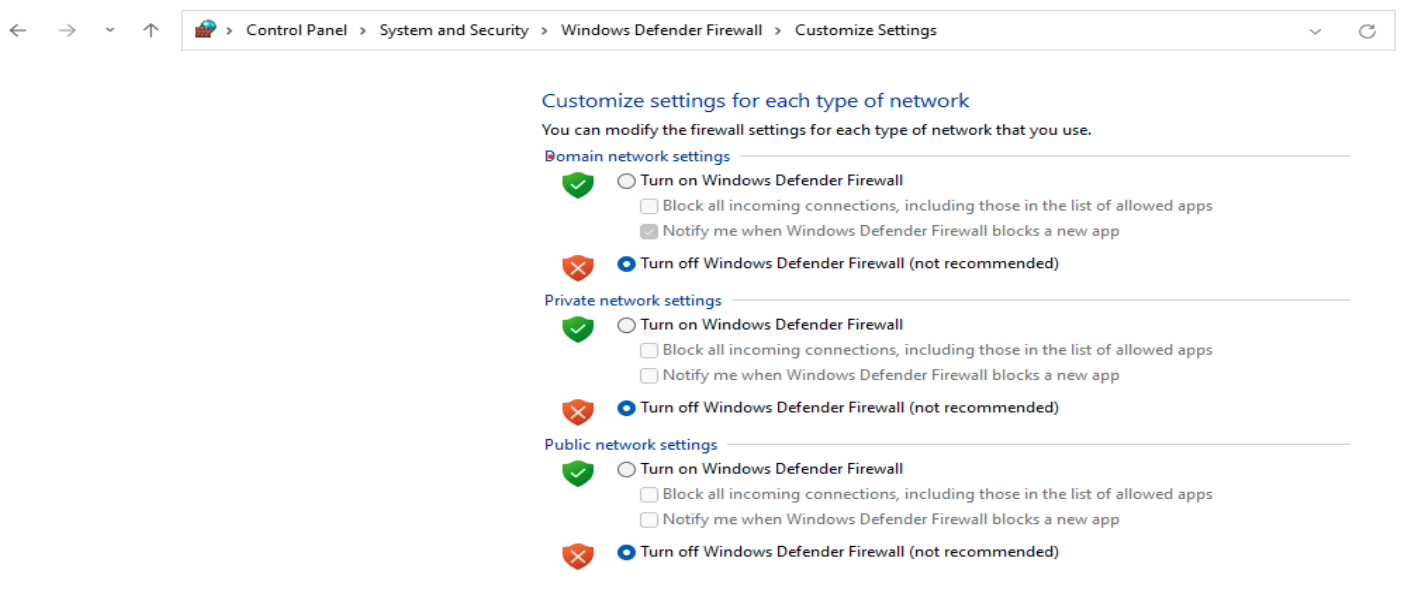 Control Panel > System and Security > Windows Defender Firewall > Customize Settings
Customize settings for each type of network
You can modify the firewall settings for each type of network that you use.
Domain network settings
Turn on Windows Defender Firewall
Block all incoming connections, including those in the list of allowed apps
Notify me when Windows Defender Firewall blocks a new app
Turn off Windows Defender Firewall (not recommended)
Private network settings
Turn on Windows Defender Firewall
Block all incoming connections, including those in the list of allowed apps
Notify me when Windows Defender Firewall blocks a new app
Turn off Windows Defender Firewall (not recommended)
Public network settings
Turn on Windows Defender Firewall
Block all incoming connections, including those in the list of allowed apps
Notify me when Windows Defender Firewall blocks a new app
Turn off Windows Defender Firewall (not recommended)